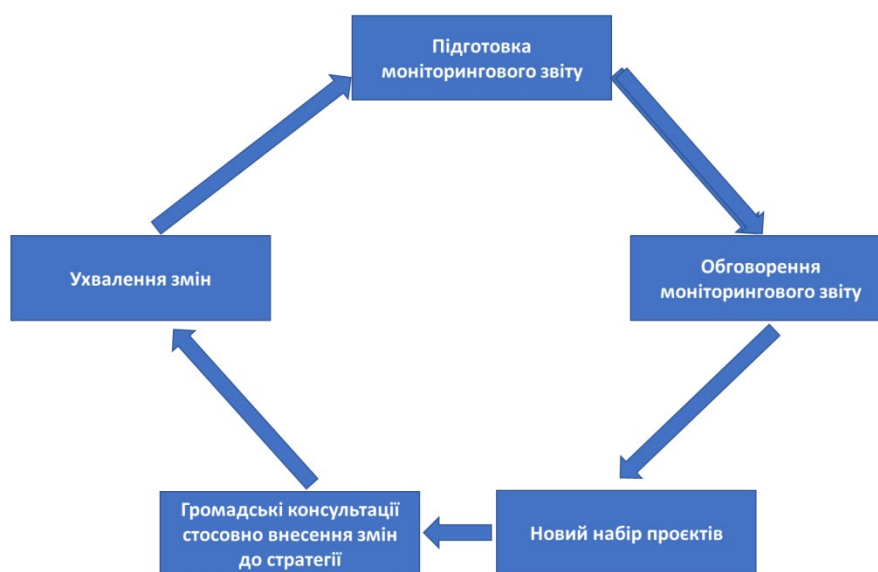 Підготовка
моніторингового звіту
Ухвалення змін
Обговорення
моніторингового звіту
Громадські консультації
стосовно внесення змін
до стратегії
Новий набір проєктів